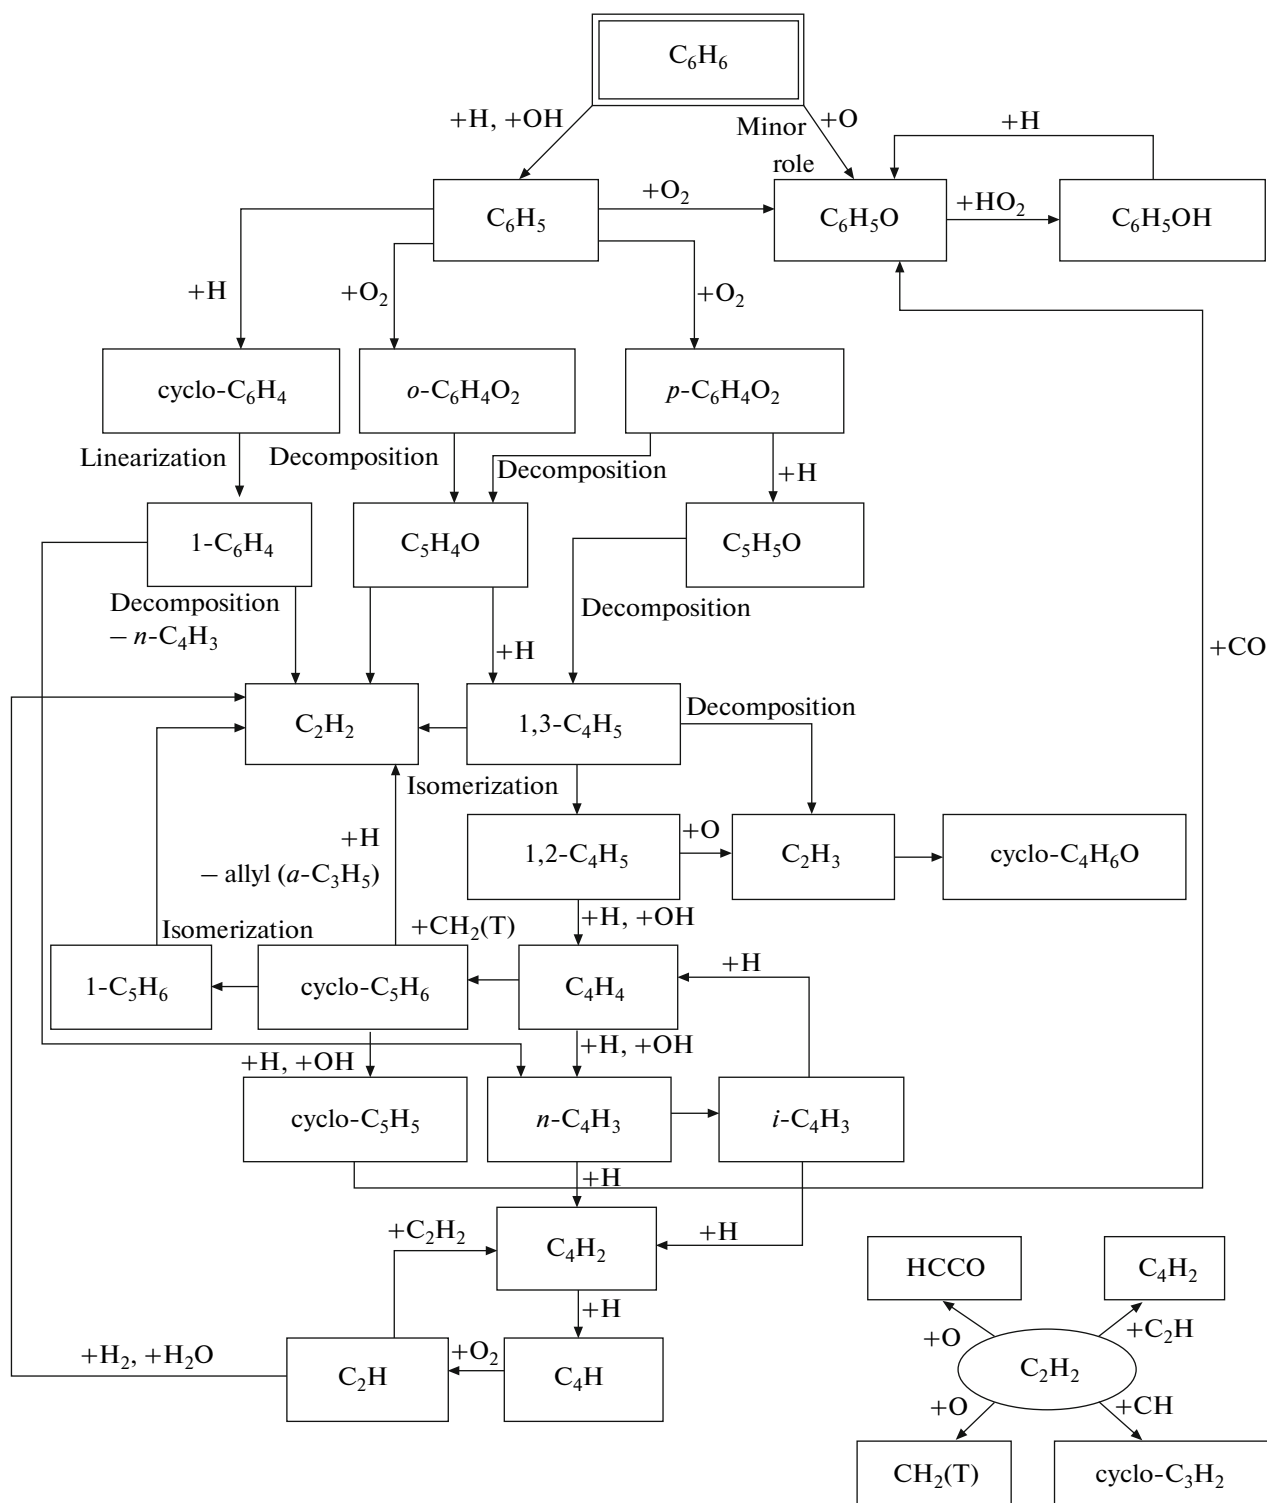 C₆H₆
+H, +OH
Minor
role
+O
+H
C₆H₅
+O₂
C₆H₅O
+HO₂
C₆H₅OH
+H
+O₂
+O₂
cyclo-C₆H₄
o-C₆H₄O₂
p-C₆H₄O₂
Linearization
Decomposition
Decomposition
+H
1-C₆H₄
C₅H₄O
C₅H₅O
Decomposition
– n-C₄H₃
+H
Decomposition
+CO
C₂H₂
1,3-C₄H₅
Decomposition
Isomerization
+H
– allyl (a-C₃H₅)
1,2-C₄H₅
+O
C₂H₃
cyclo-C₄H₆O
Isomerization
+CH₂(T)
+H, +OH
1-C₅H₆
cyclo-C₅H₆
C₄H₄
+H
+H, +OH
+H, +OH
cyclo-C₅H₅
n-C₄H₃
i-C₄H₃
+H
+C₂H₂
C₄H₂
+H
+H
+H₂, +H₂O
C₂H
+O₂
C₄H
HCCO
C₄H₂
+O
+C₂H
C₂H₂
+O
+CH
CH₂(T)
cyclo-C₃H₂